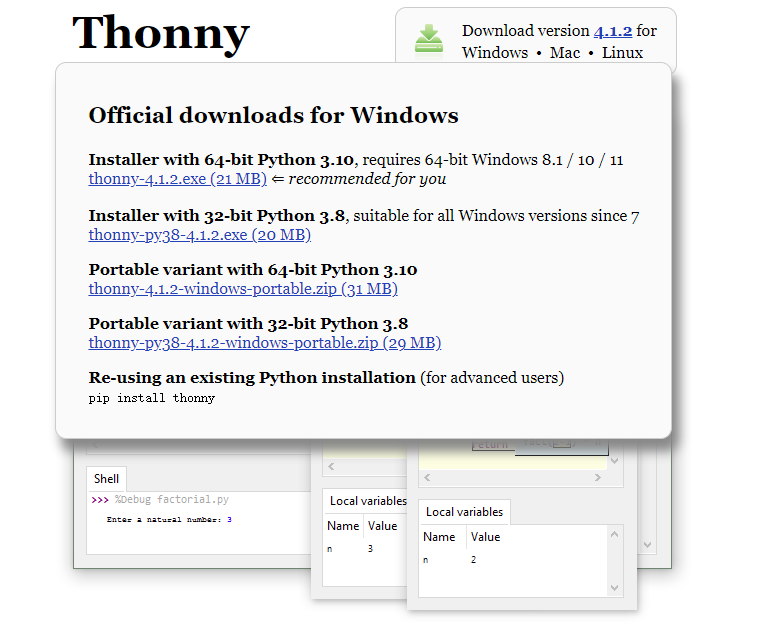 Thonny
Download version 4.1.2 for
Windows • Mac • Linux
Official downloads for Windows
Installer with 64-bit Python 3.10, requires 64-bit Windows 8.1 / 10 / 11
thonny-4.1.2.exe (21 MB) ⇐ recommended for you
Installer with 32-bit Python 3.8, suitable for all Windows versions since 7
thonny-py38-4.1.2.exe (20 MB)
Portable variant with 64-bit Python 3.10
thonny-4.1.2-windows-portable.zip (31 MB)
Portable variant with 32-bit Python 3.8
thonny-py38-4.1.2-windows-portable.zip (29 MB)
Re-using an existing Python installation (for advanced users)
pip install thonny
return
Shell
>>> %Debug factorial.py
Enter a natural number: 3
Local variables
Name Value
n 3
Local variables
Name Value
n 2